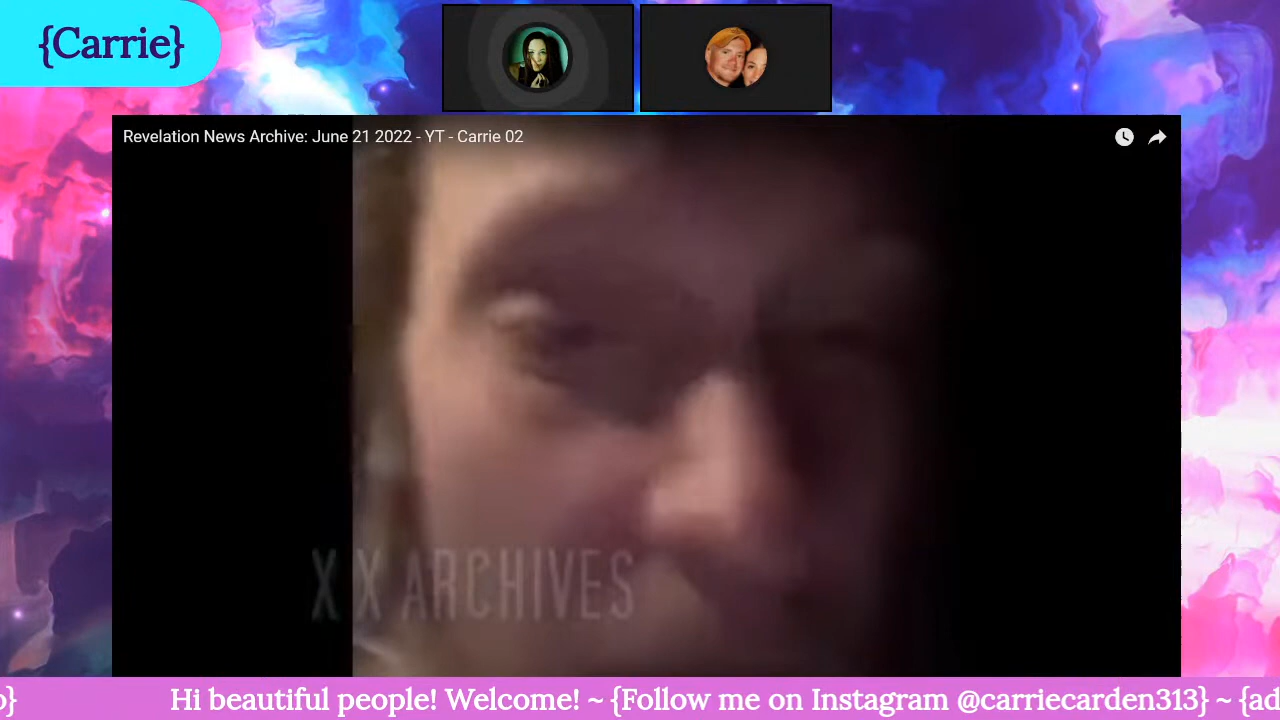 {Carrie}
Revelation News Archive: June 21 2022 - YT - Carrie 02
X X ARCHIVES
Hi beautiful people! Welcome! ~ {Follow me on Instagram @carriecarden313} ~ {ad